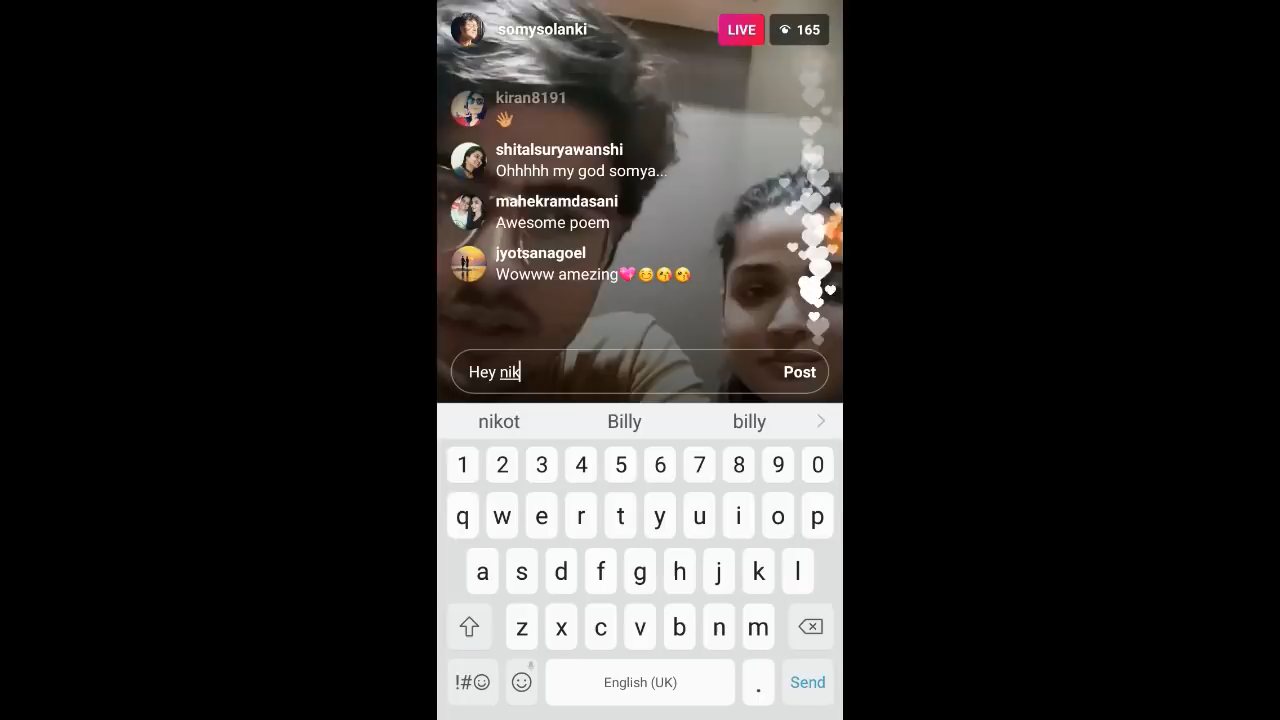 somysolanki
LIVE
165
kiran8191
👋
shitalsuryawanshi
Ohhhhh my god somya...
mahekramdasani
Awesome poem
jyotsanagoel
Wowww amezing💖☺️😘😘
Hey nik
Post
nikot Billy billy
1 2 3 4 5 6 7 8 9 0
q w e r t y u i o p
a s d f g h j k l
z x c v b n m
!#☺ English (UK) . Send